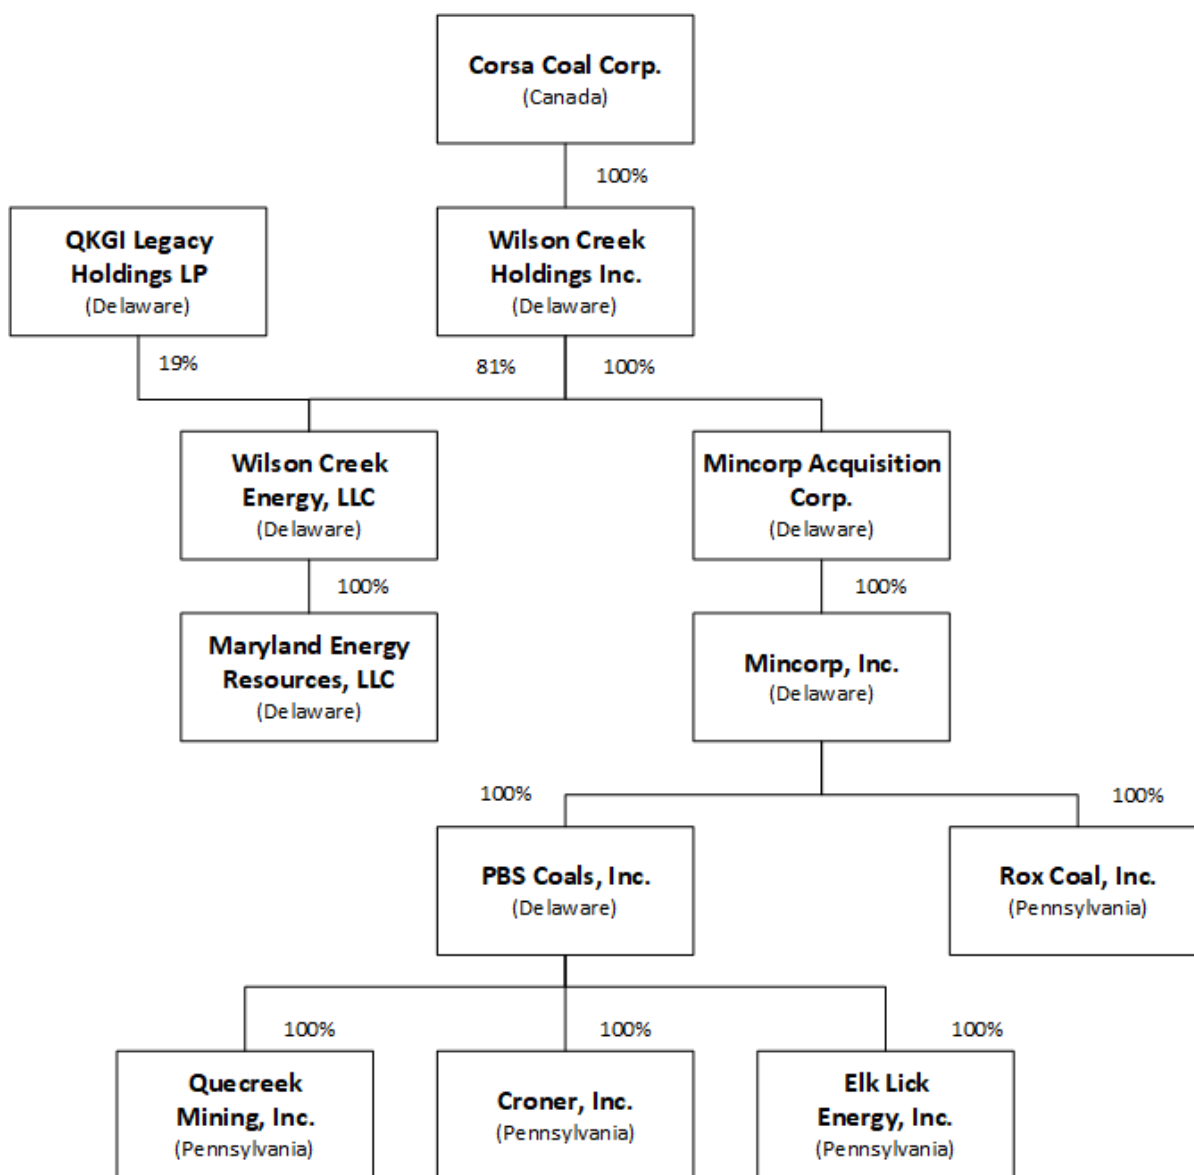 Corsa Coal Corp.
(Canada)
100%
QKGI Legacy
Holdings LP
(Delaware)
Wilson Creek
Holdings Inc.
(Delaware)
19%
81%
100%
Wilson Creek
Energy, LLC
(Delaware)
Mincorp Acquisition
Corp.
(Delaware)
100%
100%
Maryland Energy
Resources, LLC
(Delaware)
Mincorp, Inc.
(Delaware)
100%
100%
PBS Coals, Inc.
(Delaware)
Rox Coal, Inc.
(Pennsylvania)
100%
100%
100%
Quecreek
Mining, Inc.
(Pennsylvania)
Croner, Inc.
(Pennsylvania)
Elk Lick
Energy, Inc.
(Pennsylvania)